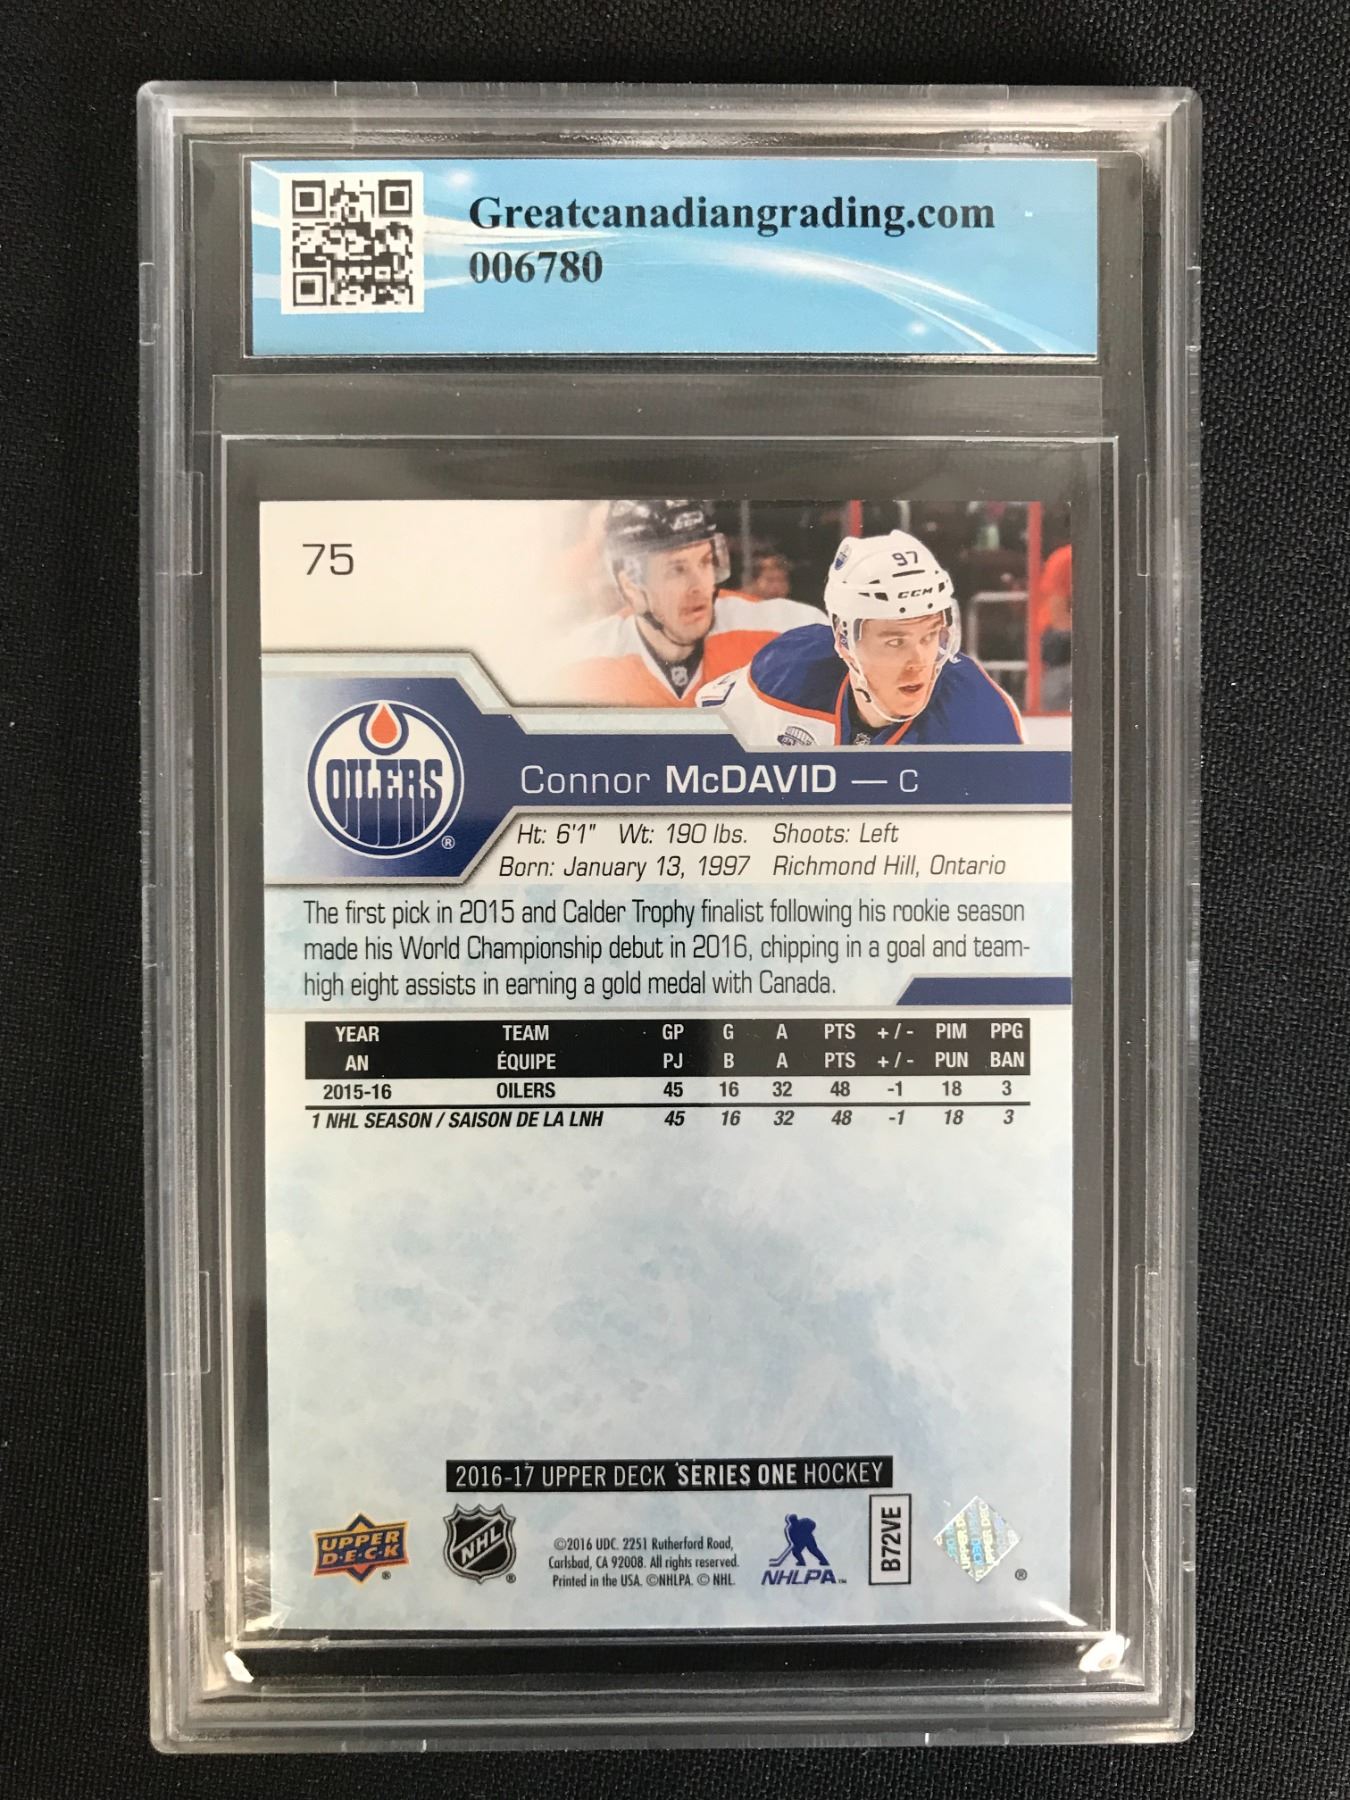 Greatcanadiangrading.com
006780
75
97
CCM
OILERS ®
Connor McDAVID — C
Ht: 6'1" Wt: 190 lbs. Shoots: Left
Born: January 13, 1997 Richmond Hill, Ontario
The first pick in 2015 and Calder Trophy finalist following his rookie season
made his World Championship debut in 2016, chipping in a goal and team-
high eight assists in earning a gold medal with Canada.
YEAR TEAM GP G A PTS +/- PIM PPG
AN ÉQUIPE PJ B A PTS +/- PUN BAN
2015-16 OILERS 45 16 32 48 -1 18 3
1 NHL SEASON / SAISON DE LA LNH 45 16 32 48 -1 18 3
2016-17 UPPER DECK SERIES ONE HOCKEY
UPPER
D·E·C·K ®
NHL ®
©2016 UDC. 2251 Rutherford Road,
Carlsbad, CA 92008. All rights reserved.
Printed in the USA. ©NHLPA. © NHL.
NHLPA™
B72VE
UPPER DECK
®